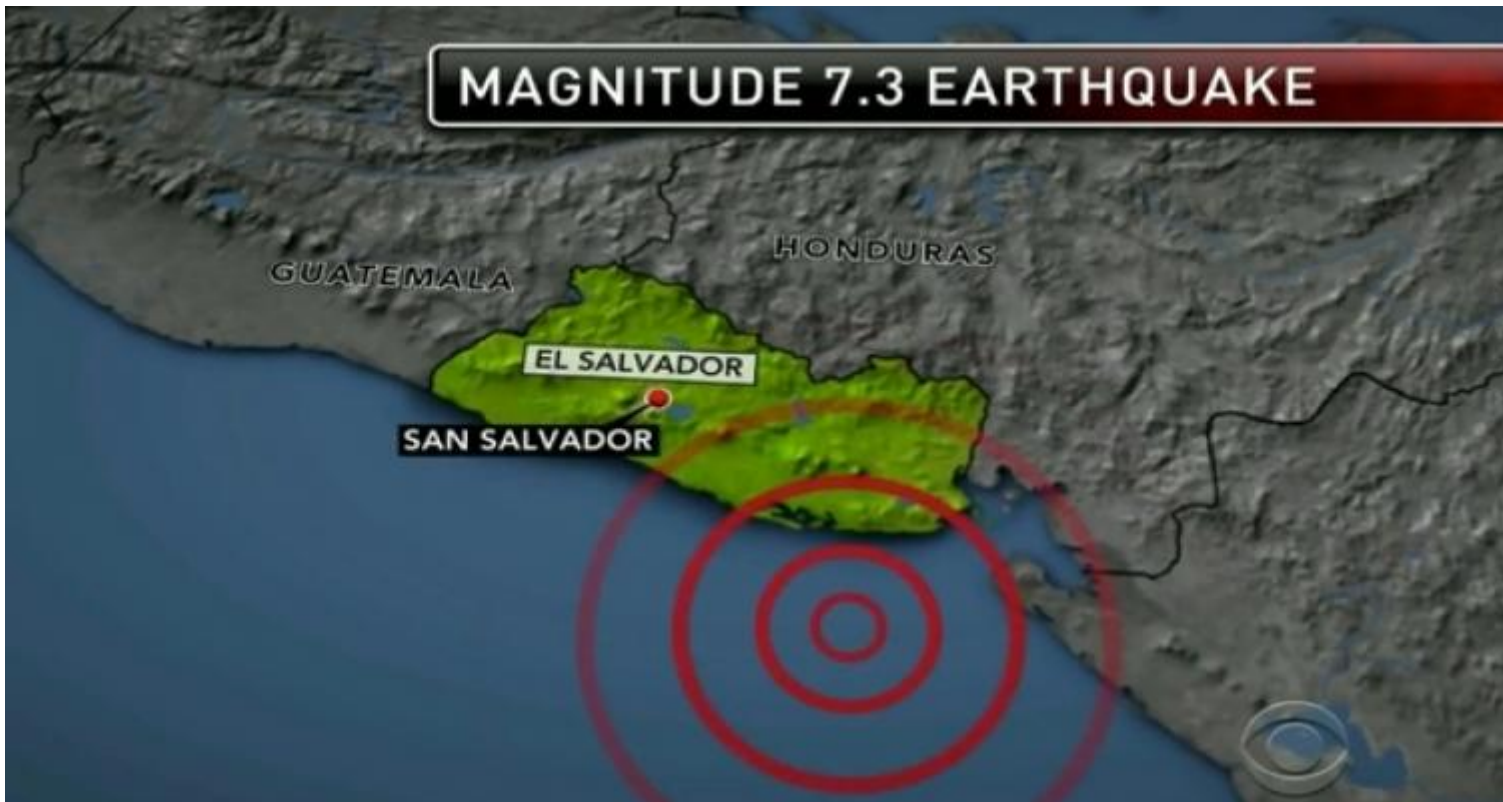 MAGNITUDE 7.3 EARTHQUAKE
HONDURAS
GUATEMALA
EL SALVADOR
SAN SALVADOR